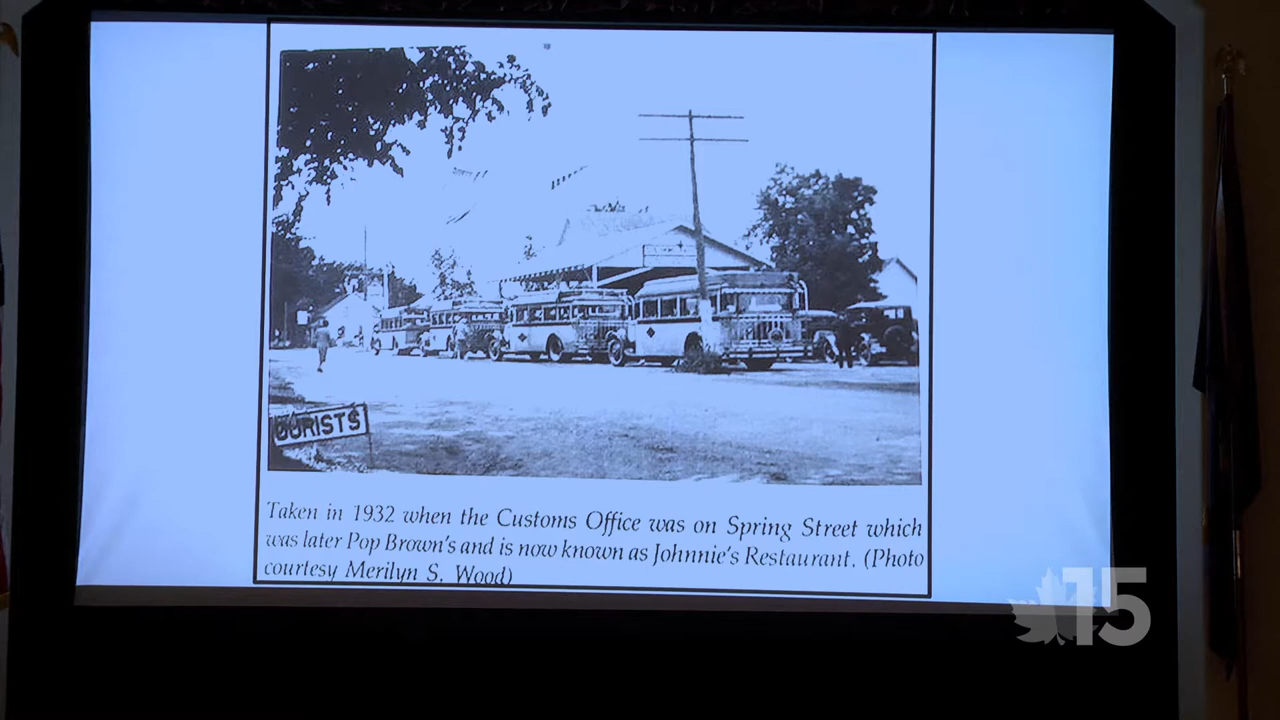 OURISTS
Taken in 1932 when the Customs Office was on Spring Street which
was later Pop Brown's and is now known as Johnnie's Restaurant. (Photo
courtesy Merilyn S. Wood)
15